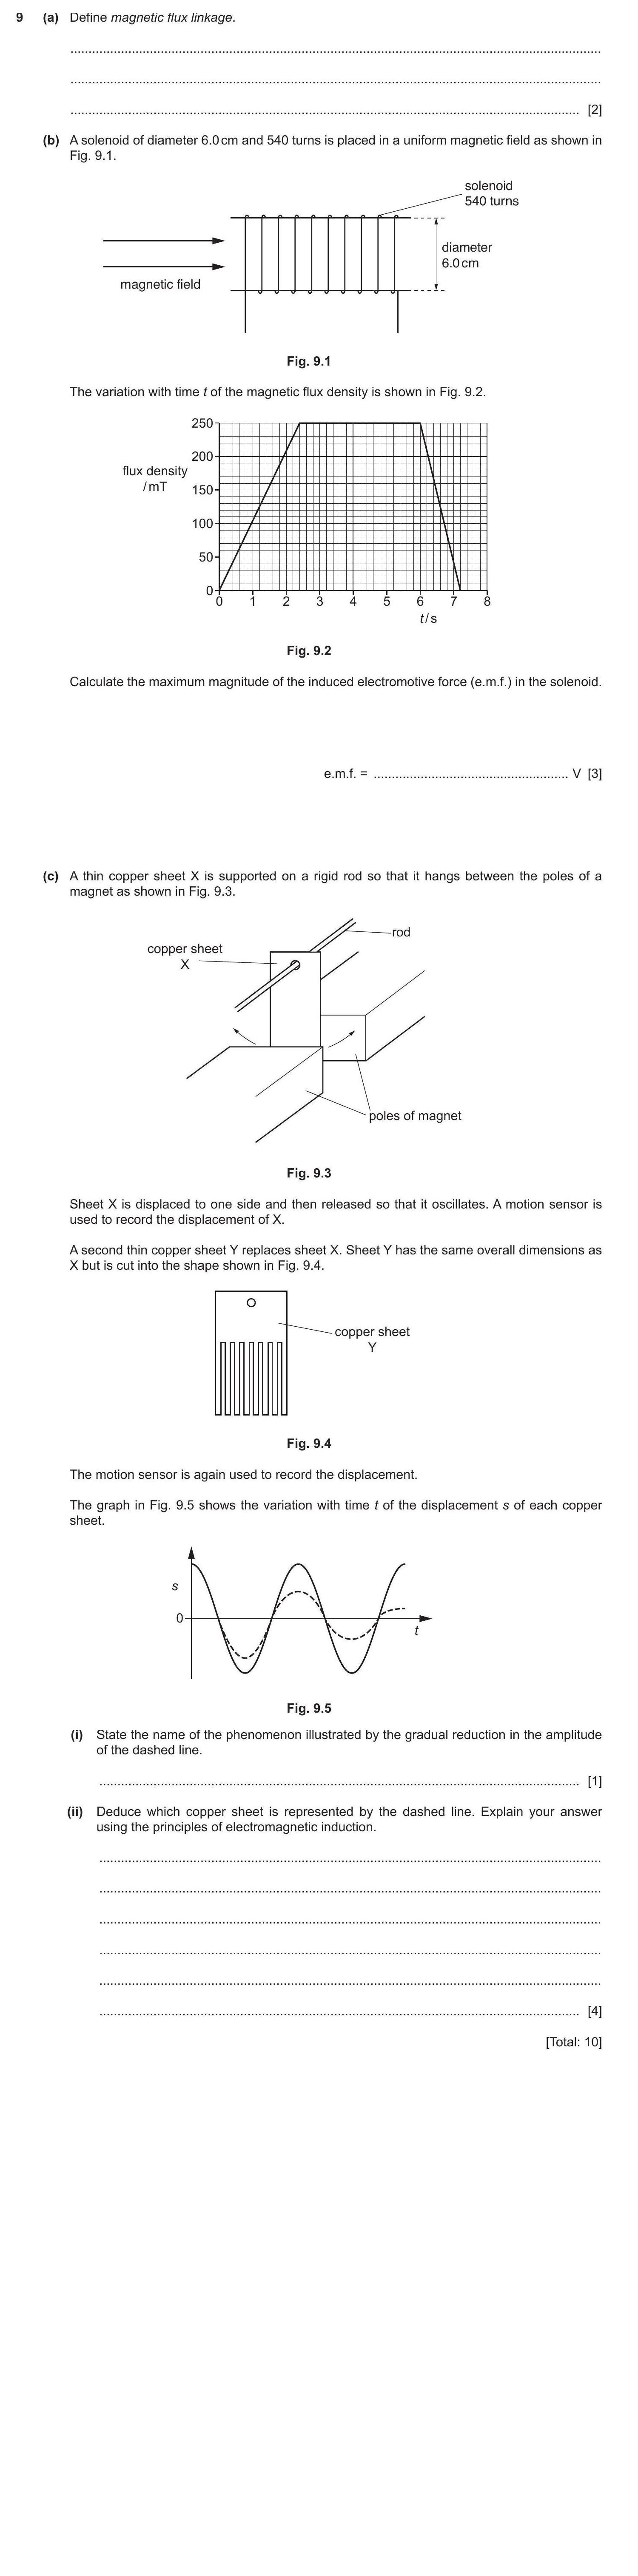 9 (a) Define magnetic flux linkage.
..........................................................................................
..........................................................................................
.......................................................................................... [2]
(b) A solenoid of diameter 6.0 cm and 540 turns is placed in a uniform magnetic field as shown in
Fig. 9.1.
solenoid
540 turns
diameter
6.0 cm
magnetic field
Fig. 9.1
The variation with time t of the magnetic flux density is shown in Fig. 9.2.
250
200
flux density
/ mT
150
100
50
0
0 1 2 3 4 5 6 7 8
t / s
Fig. 9.2
Calculate the maximum magnitude of the induced electromotive force (e.m.f.) in the solenoid.
e.m.f. = ...................................................... V [3]
(c) A thin copper sheet X is supported on a rigid rod so that it hangs between the poles of a
magnet as shown in Fig. 9.3.
rod
copper sheet
X
poles of magnet
Fig. 9.3
Sheet X is displaced to one side and then released so that it oscillates. A motion sensor is
used to record the displacement of X.
A second thin copper sheet Y replaces sheet X. Sheet Y has the same overall dimensions as
X but is cut into the shape shown in Fig. 9.4.
copper sheet
Y
Fig. 9.4
The motion sensor is again used to record the displacement.
The graph in Fig. 9.5 shows the variation with time t of the displacement s of each copper
sheet.
s
0
t
Fig. 9.5
(i) State the name of the phenomenon illustrated by the gradual reduction in the amplitude
of the dashed line.
.......................................................................................... [1]
(ii) Deduce which copper sheet is represented by the dashed line. Explain your answer
using the principles of electromagnetic induction.
..........................................................................................
..........................................................................................
..........................................................................................
..........................................................................................
..........................................................................................
.......................................................................................... [4]
[Total: 10]